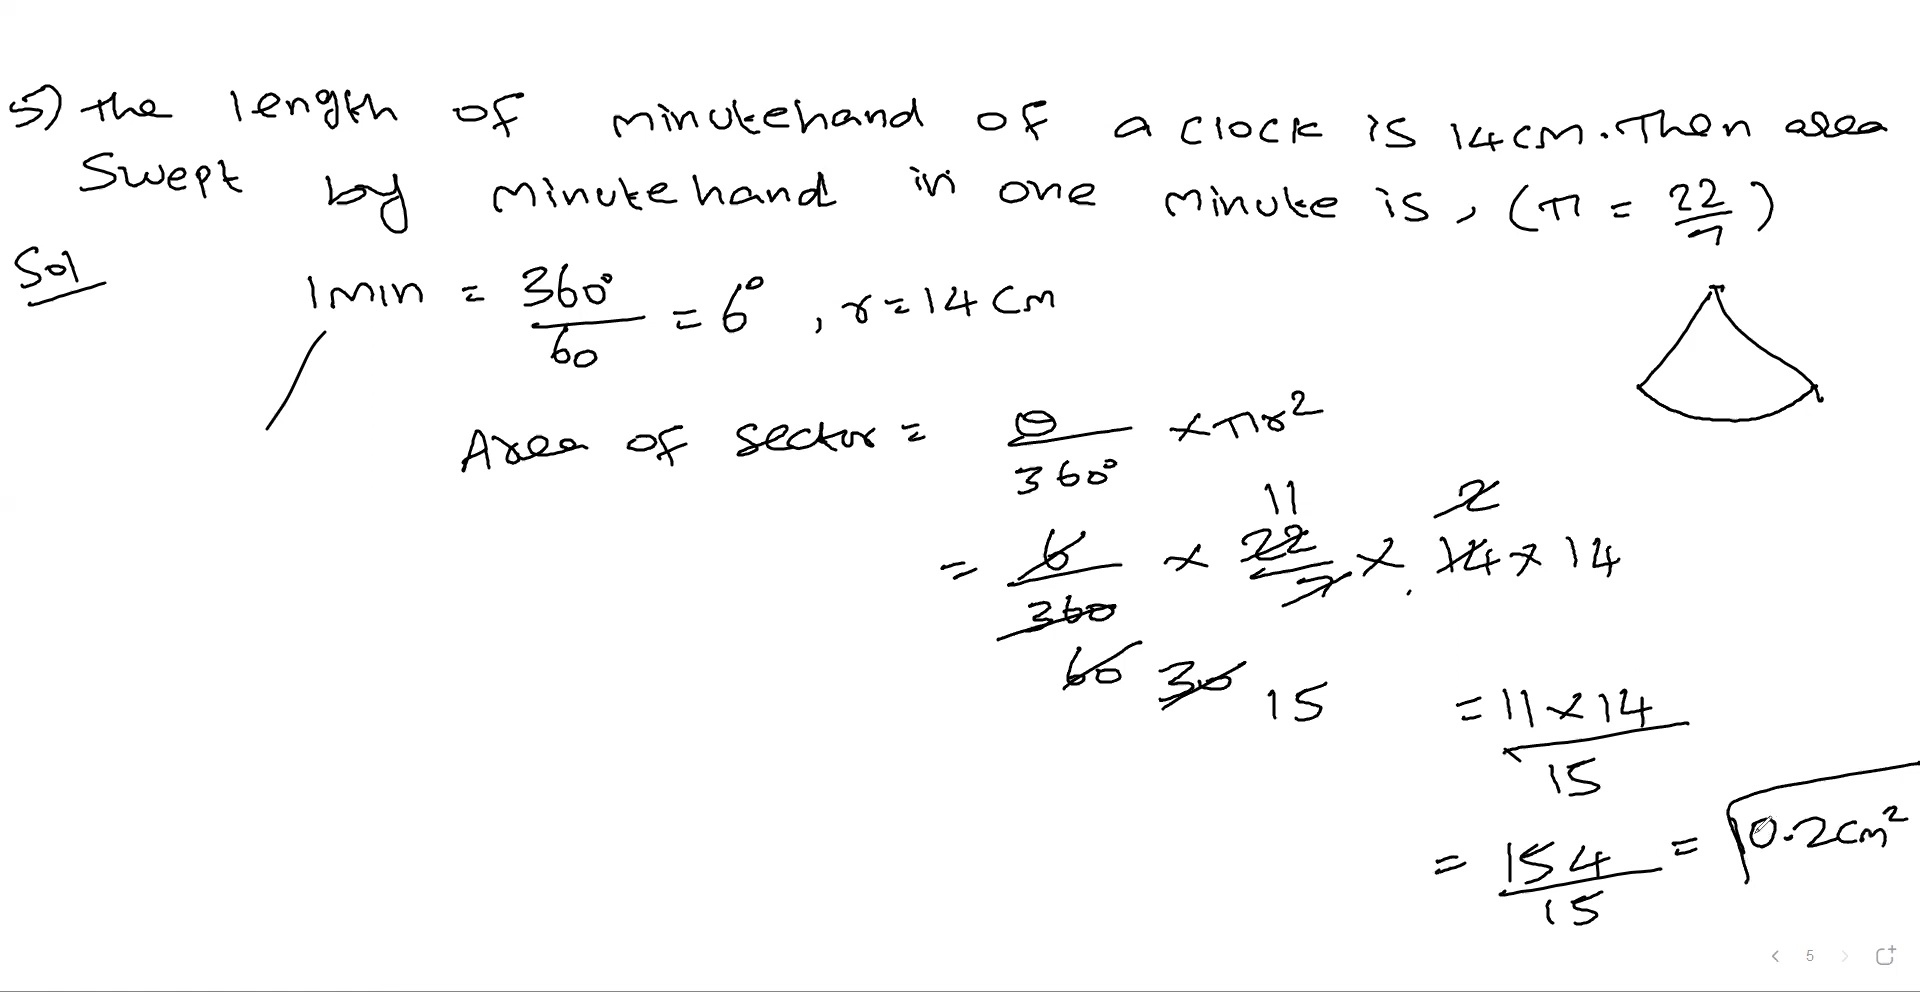 5) the length of minutehand of a clock is 14cm. Then area
swept by minutehand in one minute is, (π = 22/7)
Sol
1min = 360°/60 = 6°, r = 14 cm
Area of sector = θ/360° × πr²
11 2
= 6/360 × 22/7 × 14 × 14
60 30 15
= 11 × 14/15
= 154/15 = 10.2cm²
5